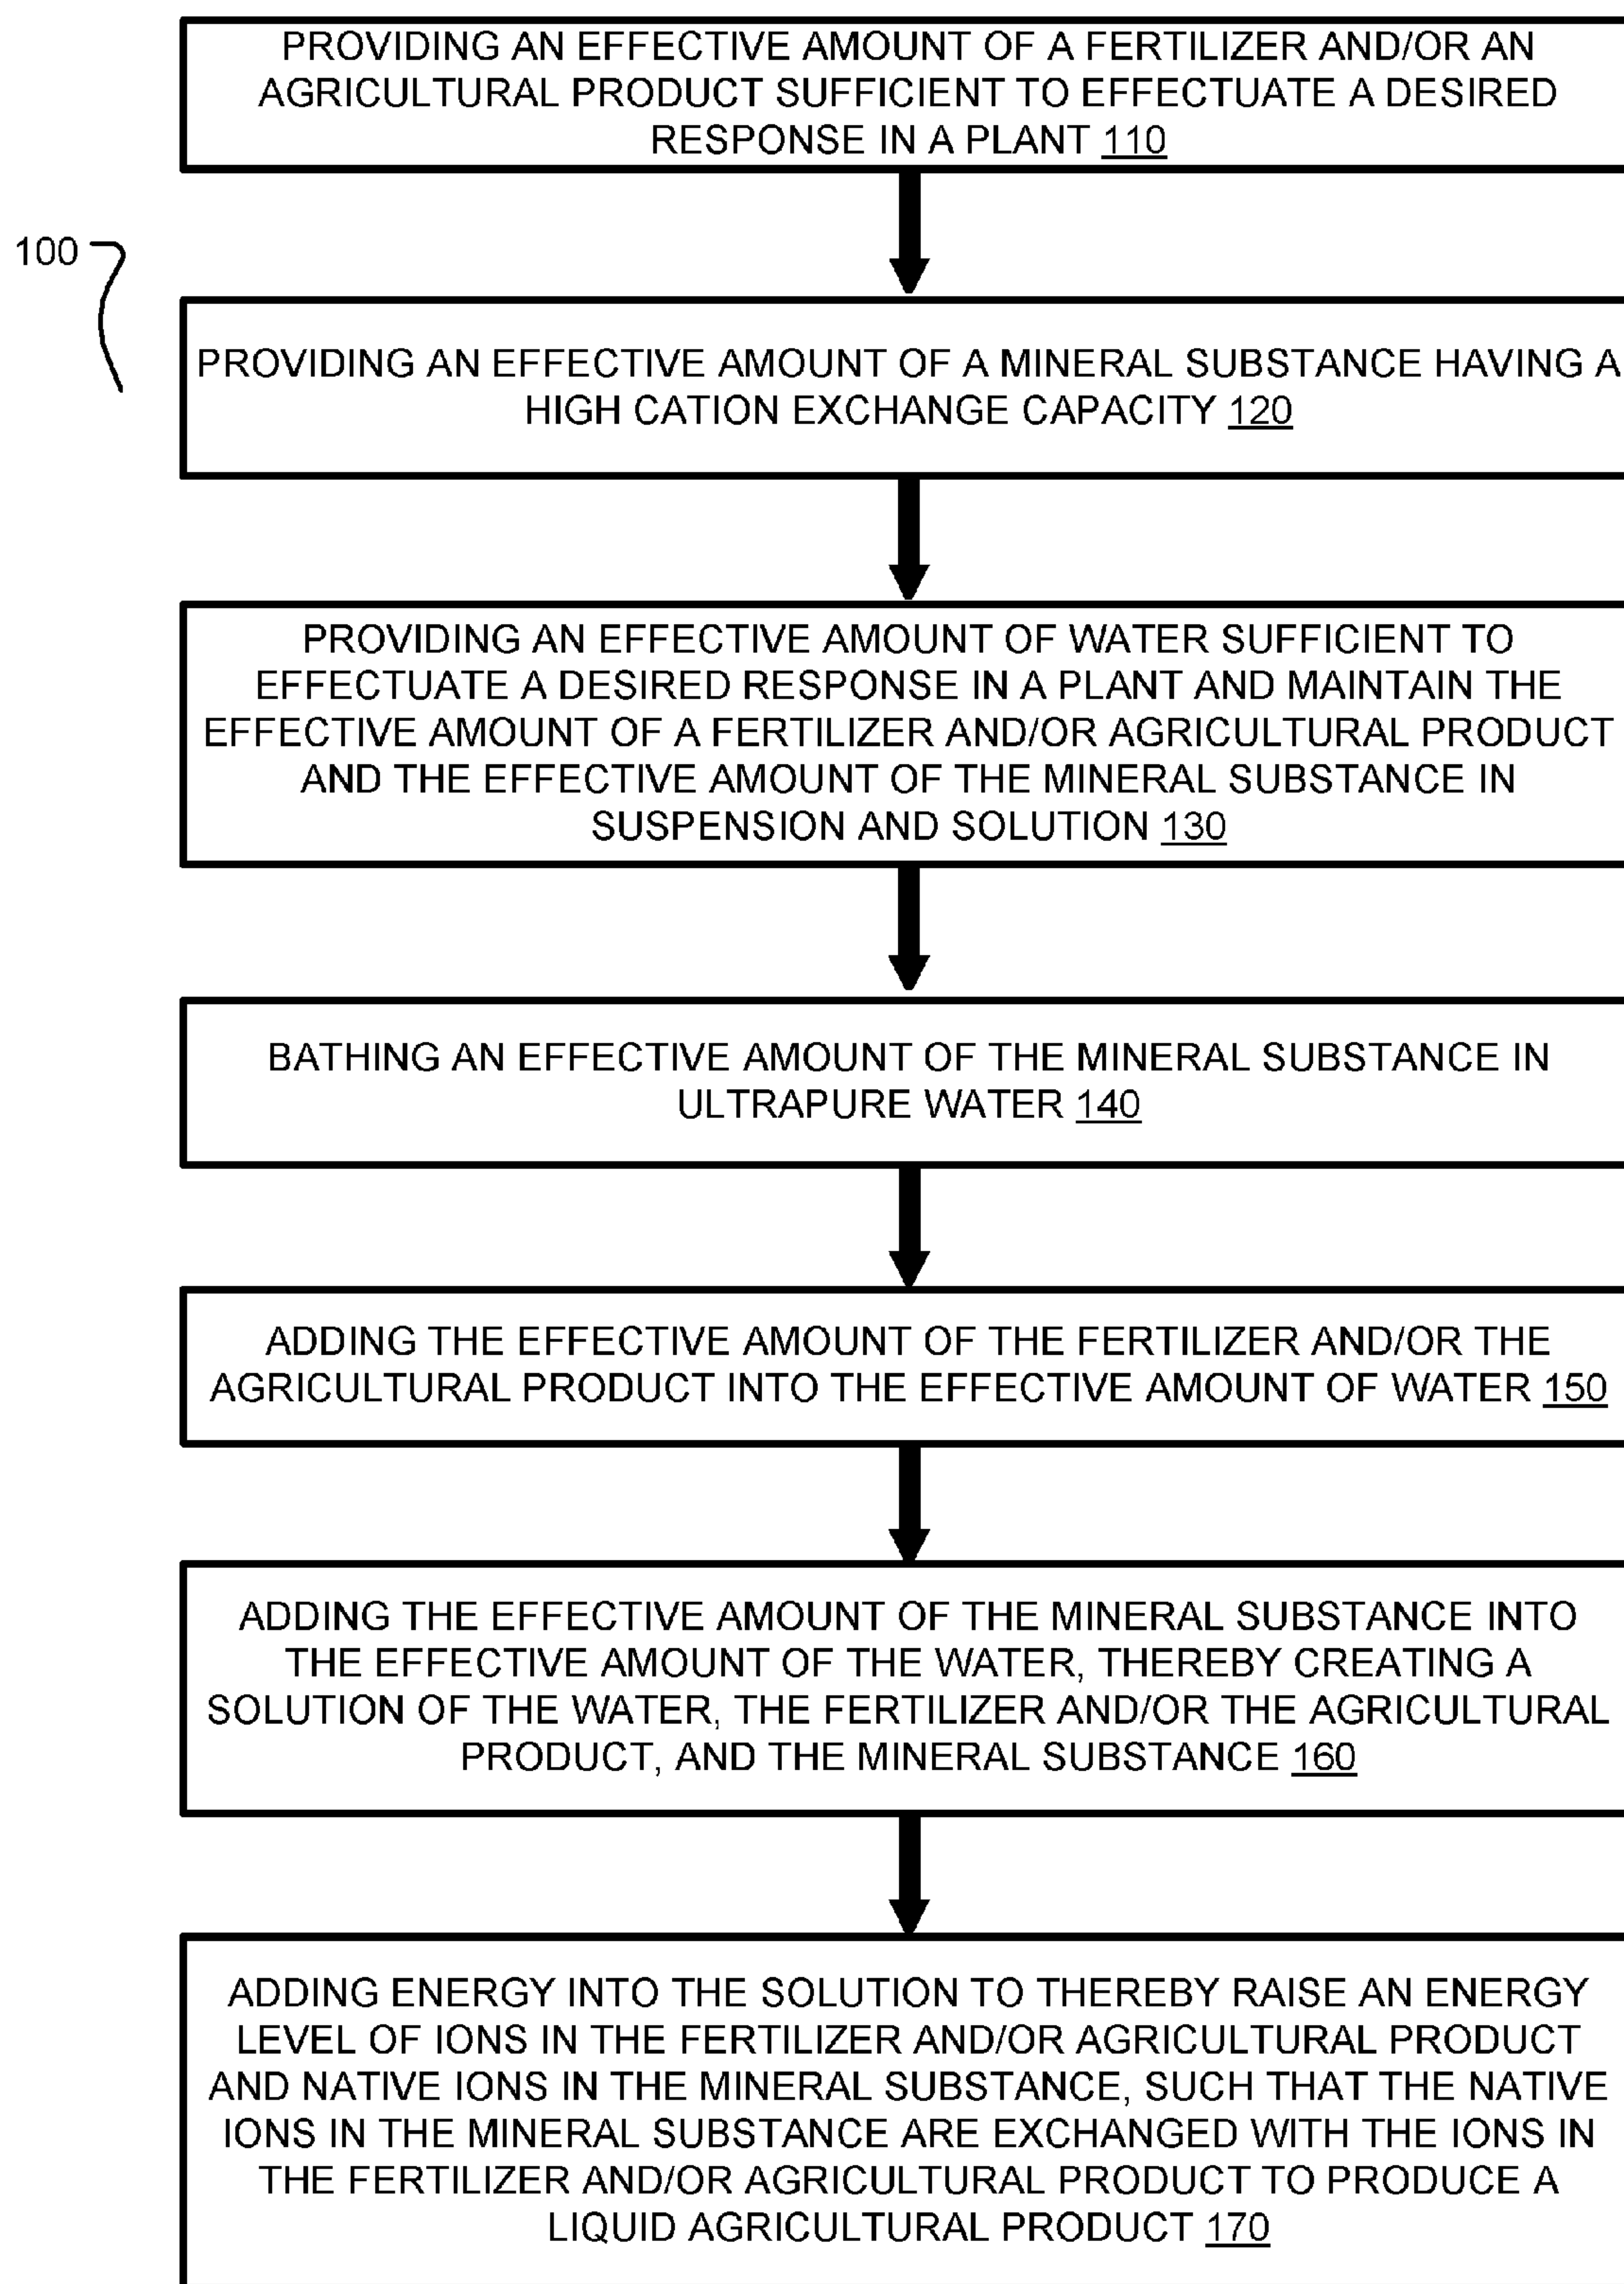 PROVIDING AN EFFECTIVE AMOUNT OF A FERTILIZER AND/OR AN
AGRICULTURAL PRODUCT SUFFICIENT TO EFFECTUATE A DESIRED
RESPONSE IN A PLANT 110
100
PROVIDING AN EFFECTIVE AMOUNT OF A MINERAL SUBSTANCE HAVING A
HIGH CATION EXCHANGE CAPACITY 120
PROVIDING AN EFFECTIVE AMOUNT OF WATER SUFFICIENT TO
EFFECTUATE A DESIRED RESPONSE IN A PLANT AND MAINTAIN THE
EFFECTIVE AMOUNT OF A FERTILIZER AND/OR AGRICULTURAL PRODUCT
AND THE EFFECTIVE AMOUNT OF THE MINERAL SUBSTANCE IN
SUSPENSION AND SOLUTION 130
BATHING AN EFFECTIVE AMOUNT OF THE MINERAL SUBSTANCE IN
ULTRAPURE WATER 140
ADDING THE EFFECTIVE AMOUNT OF THE FERTILIZER AND/OR THE
AGRICULTURAL PRODUCT INTO THE EFFECTIVE AMOUNT OF WATER 150
ADDING THE EFFECTIVE AMOUNT OF THE MINERAL SUBSTANCE INTO
THE EFFECTIVE AMOUNT OF THE WATER, THEREBY CREATING A
SOLUTION OF THE WATER, THE FERTILIZER AND/OR THE AGRICULTURAL
PRODUCT, AND THE MINERAL SUBSTANCE 160
ADDING ENERGY INTO THE SOLUTION TO THEREBY RAISE AN ENERGY
LEVEL OF IONS IN THE FERTILIZER AND/OR AGRICULTURAL PRODUCT
AND NATIVE IONS IN THE MINERAL SUBSTANCE, SUCH THAT THE NATIVE
IONS IN THE MINERAL SUBSTANCE ARE EXCHANGED WITH THE IONS IN
THE FERTILIZER AND/OR AGRICULTURAL PRODUCT TO PRODUCE A
LIQUID AGRICULTURAL PRODUCT 170